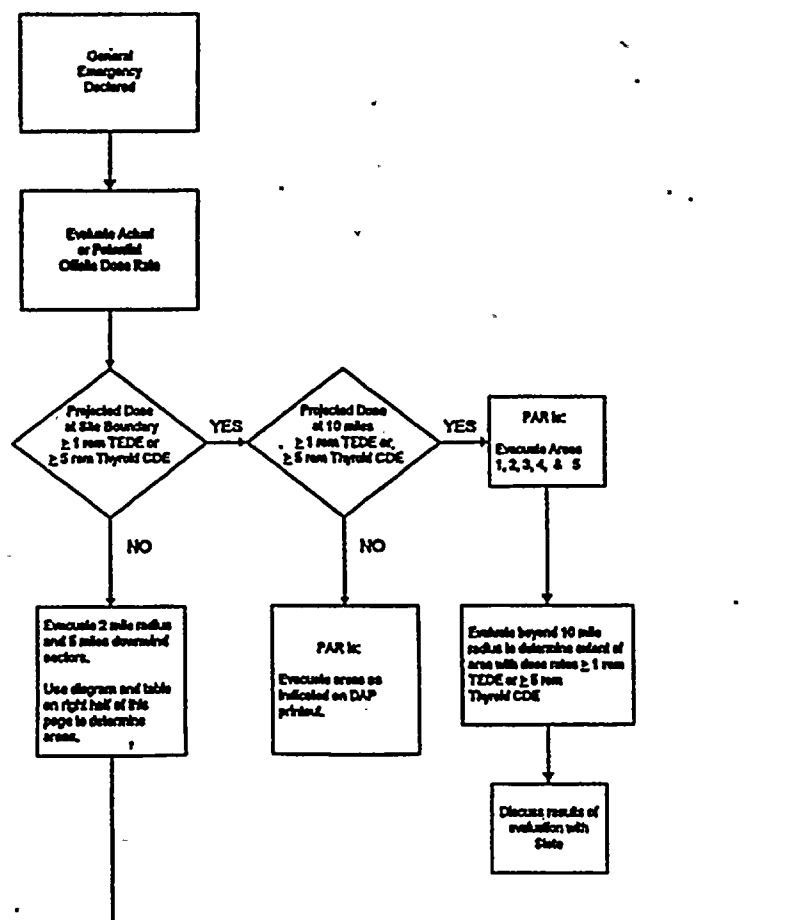 General
Emergency
Declared
Evaluate Actual
or Potential
Offsite Dose Rate
Projected Dose
at Site Boundary
≥ 1 rem TEDE or
≥ 5 rem Thyroid CDE
YES
Projected Dose
at 10 miles
≥ 1 rem TEDE or,
≥ 5 rem Thyroid CDE
YES
PAR is:
Evacuate Areas
1, 2, 3, 4, & 5
NO
NO
Evacuate 2 mile radius
and 5 miles downwind
sectors.
Use diagram and table
on right half of this
page to determine
areas.
PAR is:
Evacuate areas as
indicated on DAP
printout.
Evaluate beyond 10 mile
radius to determine extent of
area with dose rates ≥ 1 rem
TEDE or ≥ 5 rem
Thyroid CDE
Discuss results of
evaluation with
State